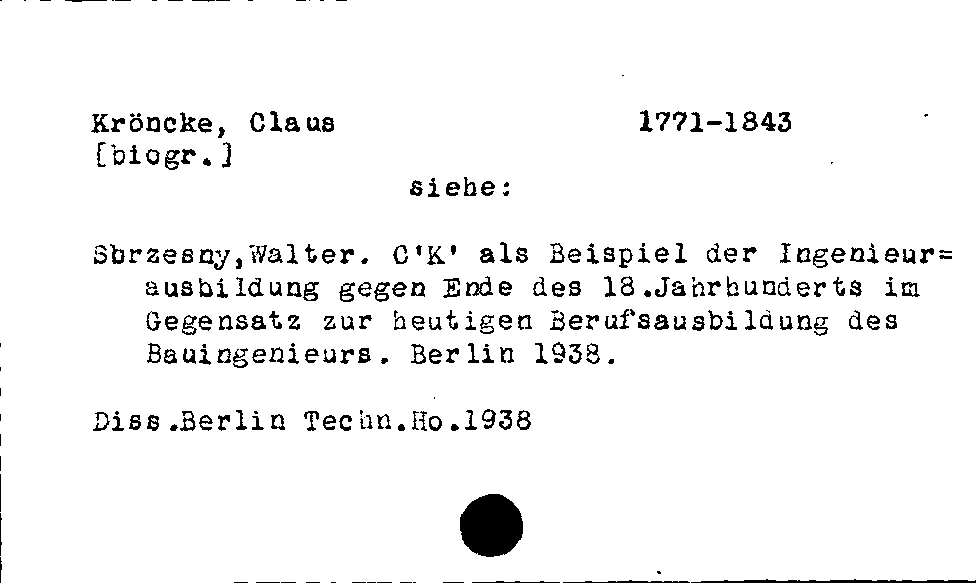 Kröncke, Claus 1771-1843
[biogr.]
siehe:
Sbrzesny,Walter. C'K' als Beispiel der Ingenieur=
ausbildung gegen Ende des 18.Jahrhunderts im
Gegensatz zur heutigen Berufsausbildung des
Bauingenieurs. Berlin 1938.
Diss.Berlin Techn.Ho.1938